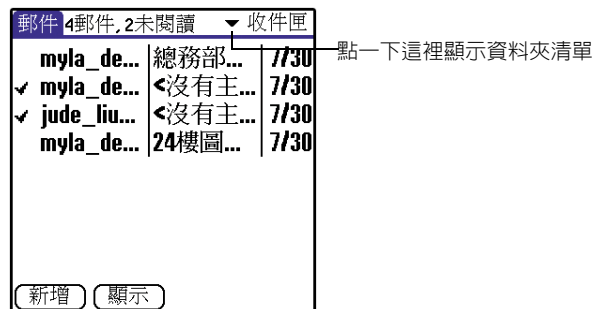 郵件 4郵件,2未閱讀 收件匣
點一下這裡顯示資料夾清單
myla_de... 總務部... 7/30
myla_de... <沒有主... 7/30
jude_liu... <沒有主... 7/30
myla_de... 24樓圖... 7/30
新增 顯示